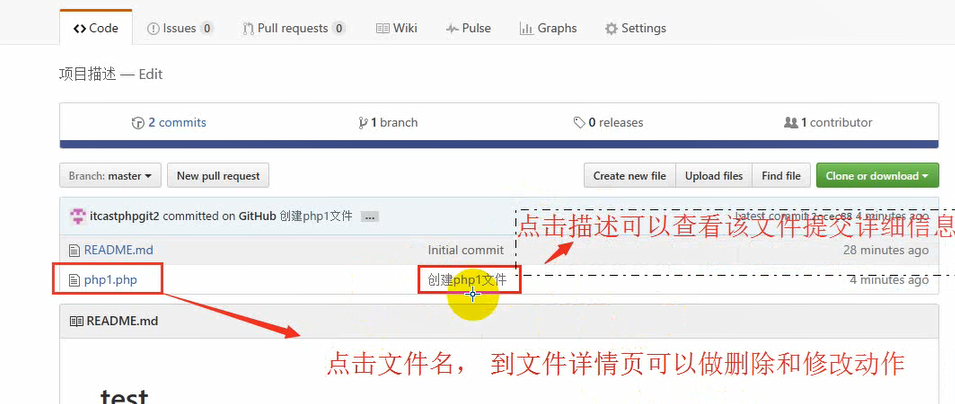 Code Issues 0 Pull requests 0 Wiki Pulse Graphs Settings
项目描述 — Edit
2 commits 1 branch 0 releases 1 contributor
Branch: master New pull request Create new file Upload files Find file Clone or download
itcastphpgit2 committed on GitHub 创建php1文件 ... Latest commit 4 minutes ago
点击描述可以查看该文件提交详细信息
README.md Initial commit 28 minutes ago
php1.php 创建php1文件 4 minutes ago
README.md
点击文件名， 到文件详情页可以做删除和修改动作
test